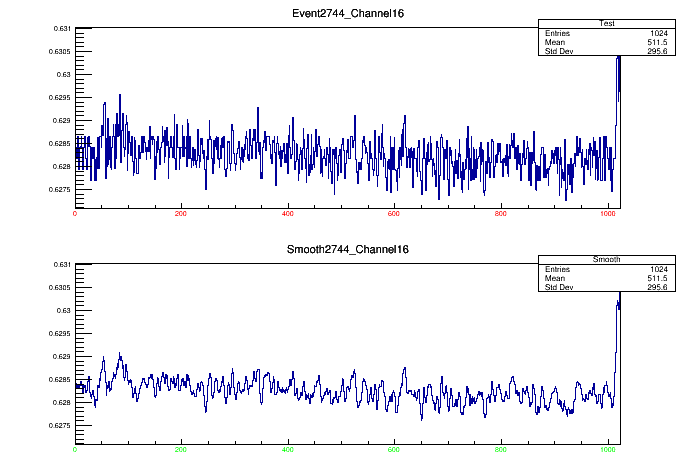 Event2744_Channel16
Test
Entries 1024
Mean 511.5
Std Dev 295.6
0.631
0.6305
0.63
0.6295
0.629
0.6285
0.628
0.6275
0 200 400 600 800 1000
Smooth2744_Channel16
Smooth
Entries 1024
Mean 511.5
Std Dev 295.6
0.631
0.6305
0.63
0.6295
0.629
0.6285
0.628
0.6275
0 200 400 600 800 1000